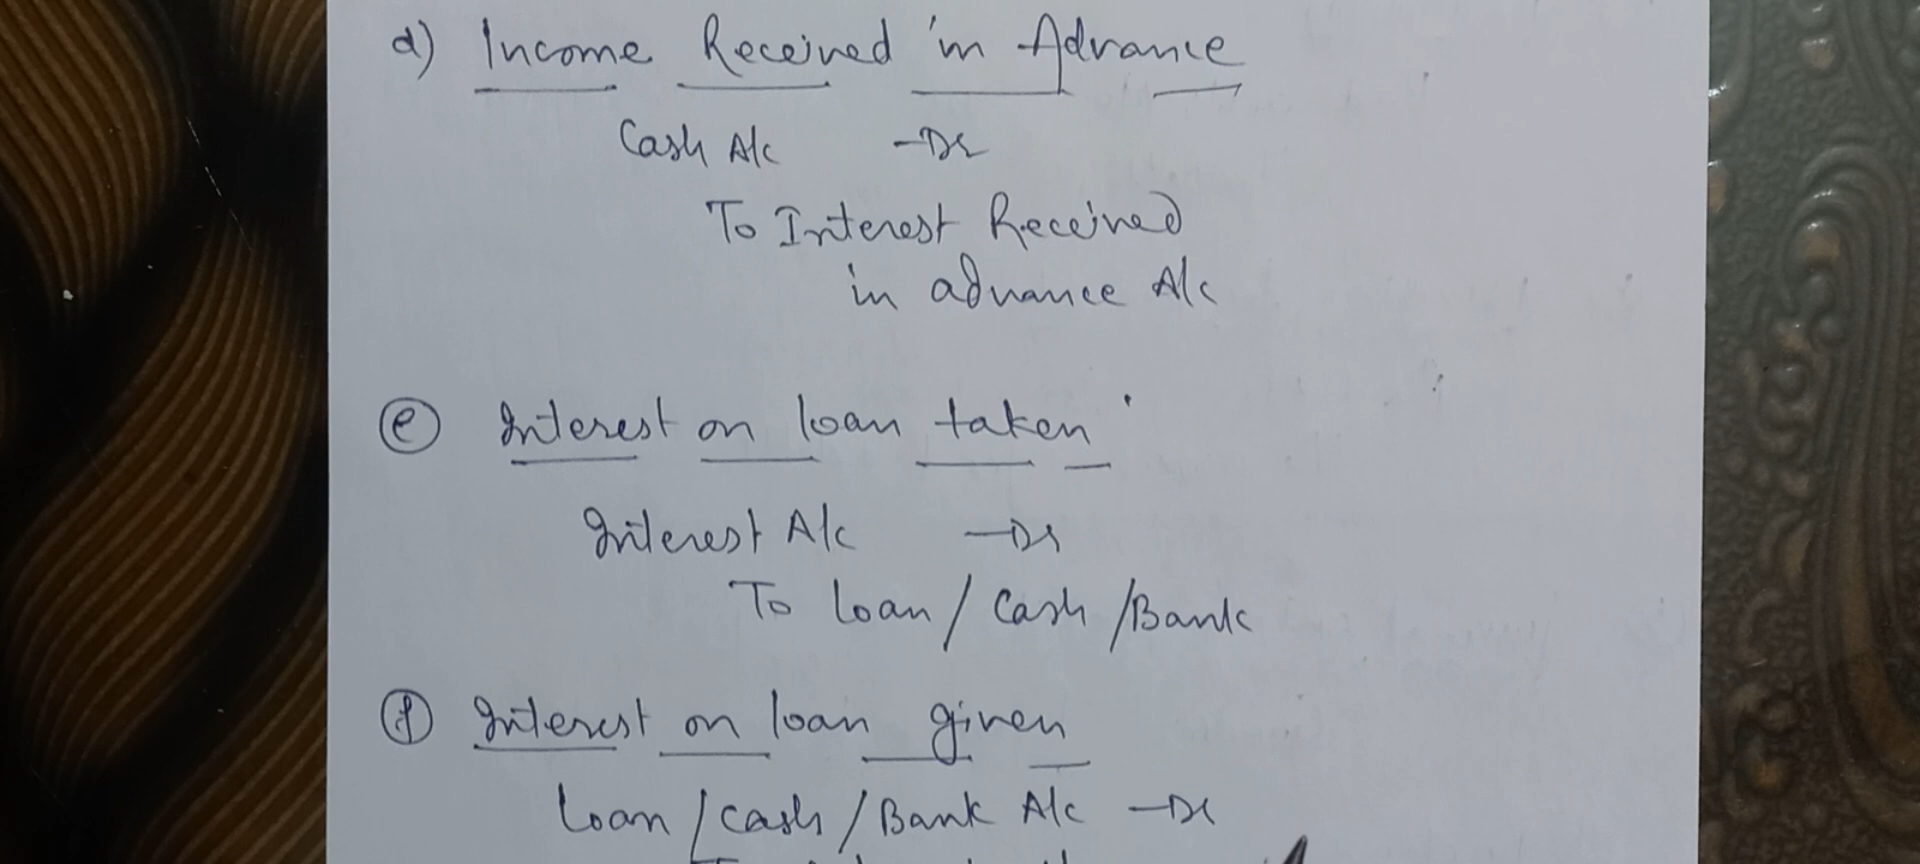 d) Income Received in Advance
Cash A/c -Dr
To Interest Received
in advance A/c
e Interest on loan taken
Interest A/c -Dr
To loan / Cash / Bank
f Interest on loan given
Loan / Cash / Bank A/c -Dr